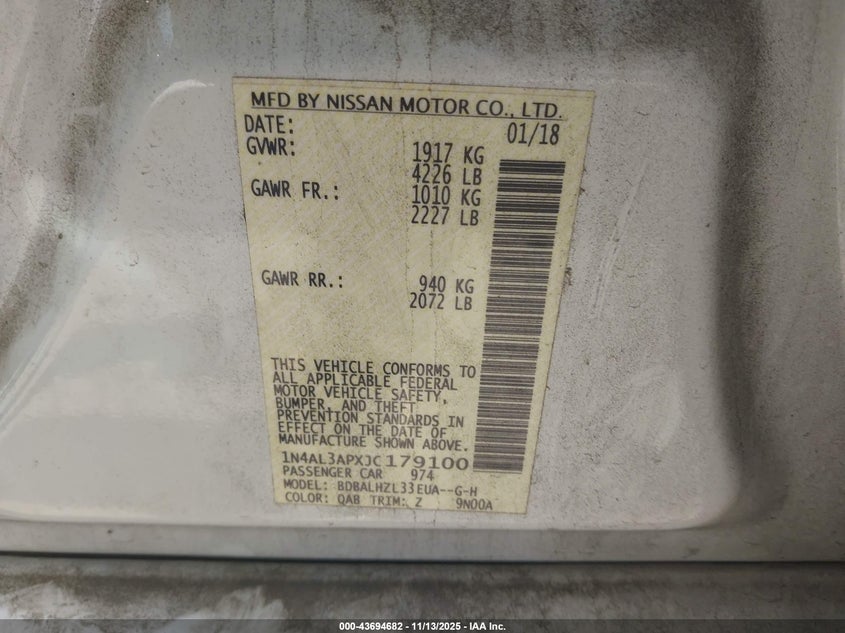 MFD BY NISSAN MOTOR CO., LTD.
DATE: 01/18
GVWR: 1917 KG
4226 LB
GAWR FR.: 1010 KG
2227 LB
GAWR RR.: 940 KG
2072 LB
THIS VEHICLE CONFORMS TO
ALL APPLICABLE FEDERAL
MOTOR VEHICLE SAFETY,
BUMPER, AND THEFT
PREVENTION STANDARDS IN
EFFECT ON THE DATE OF
MANUFACTURE SHOWN ABOVE.
1N4AL3APXJC179100
PASSENGER CAR 974
MODEL: BDBALHZL33EUA--G-H
COLOR: QAB TRIM: Z 9N00A
000-43694682 - 11/13/2025 - IAA Inc.